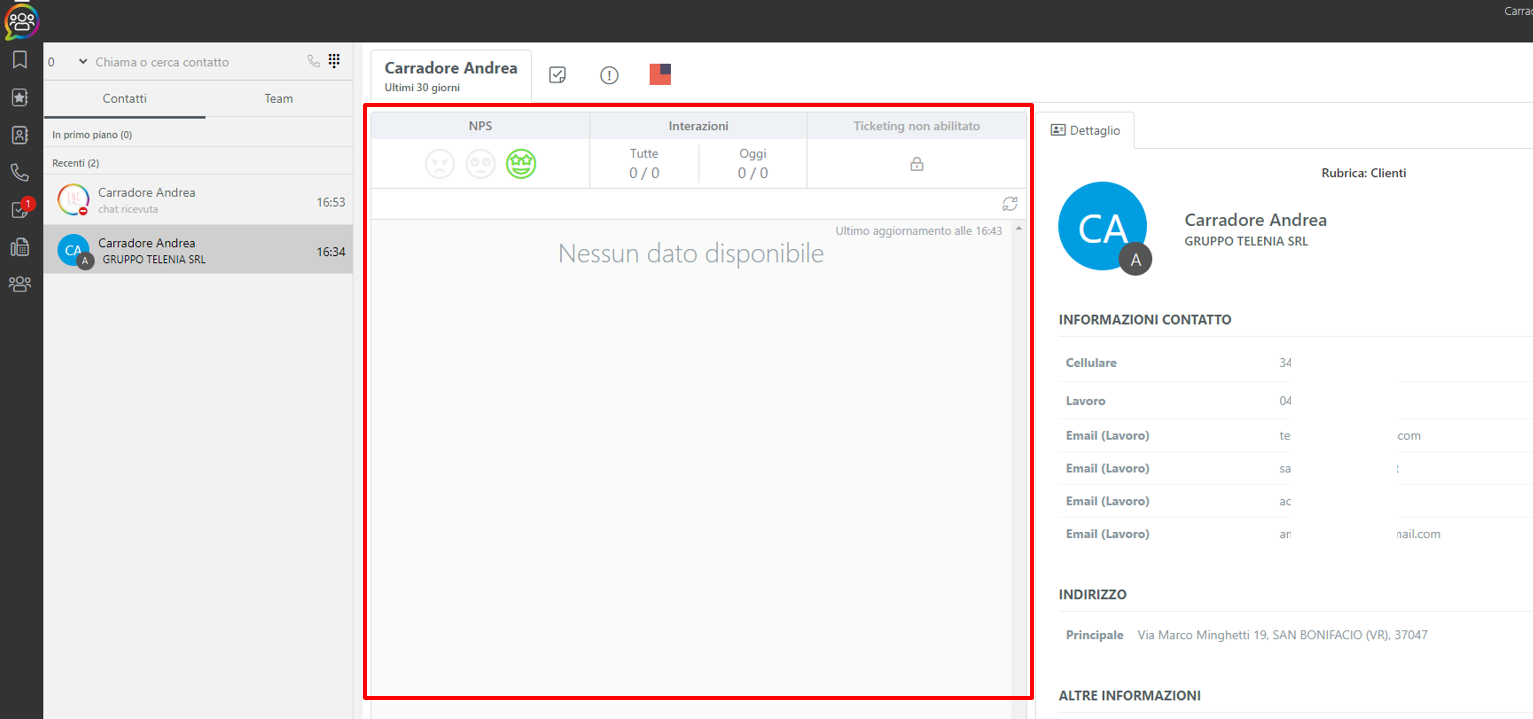 Carrad
0 Chiama o cerca contatto
Contatti Team
In primo piano (0)
Recenti (2)
Carradore Andrea
chat ricevuta
16:53
CA
A
Carradore Andrea
GRUPPO TELENIA SRL
16:34
1
Carradore Andrea
Ultimi 30 giorni
NPS Interazioni Ticketing non abilitato
Tutte Oggi
0 / 0 0 / 0
Ultimo aggiornamento alle 16:43
Nessun dato disponibile
Dettaglio
Rubrica: Clienti
CA
A
Carradore Andrea
GRUPPO TELENIA SRL
INFORMAZIONI CONTATTO
Cellulare 34
Lavoro 04
Email (Lavoro) te com
Email (Lavoro) sa t
Email (Lavoro) ac
Email (Lavoro) ar nail.com
INDIRIZZO
Principale Via Marco Minghetti 19, SAN BONIFACIO (VR), 37047
ALTRE INFORMAZIONI